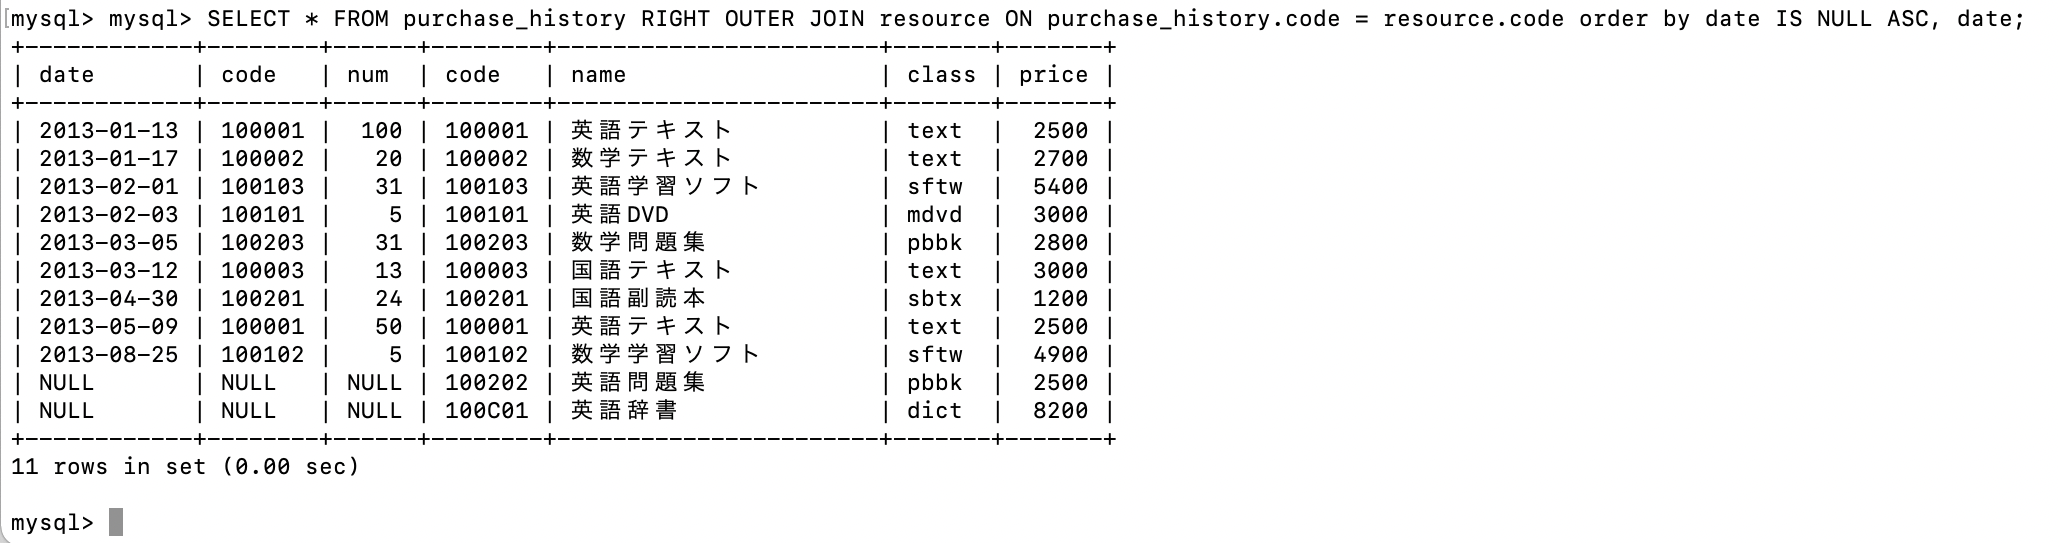 [mysql> mysql> SELECT * FROM purchase_history RIGHT OUTER JOIN resource ON purchase_history.code = resource.code order by date IS NULL ASC, date;
+------------+--------+------+--------+-----------------------+-------+-------+
| date       | code   | num  | code   | name                  | class | price |
+------------+--------+------+--------+-----------------------+-------+-------+
| 2013-01-13 | 100001 |  100 | 100001 | 英語テキスト          | text  |  2500 |
| 2013-01-17 | 100002 |   20 | 100002 | 数学テキスト          | text  |  2700 |
| 2013-02-01 | 100103 |   31 | 100103 | 英語学習ソフト        | sftw  |  5400 |
| 2013-02-03 | 100101 |    5 | 100101 | 英語DVD               | mdvd  |  3000 |
| 2013-03-05 | 100203 |   31 | 100203 | 数学問題集            | pbbk  |  2800 |
| 2013-03-12 | 100003 |   13 | 100003 | 国語テキスト          | text  |  3000 |
| 2013-04-30 | 100201 |   24 | 100201 | 国語副読本            | sbtx  |  1200 |
| 2013-05-09 | 100001 |   50 | 100001 | 英語テキスト          | text  |  2500 |
| 2013-08-25 | 100102 |    5 | 100102 | 数学学習ソフト        | sftw  |  4900 |
| NULL       | NULL   | NULL | 100202 | 英語問題集            | pbbk  |  2500 |
| NULL       | NULL   | NULL | 100C01 | 英語辞書              | dict  |  8200 |
+------------+--------+------+--------+-----------------------+-------+-------+
11 rows in set (0.00 sec)
mysql>